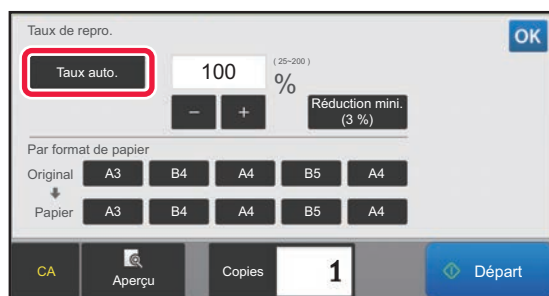 Taux de repro.
OK
Taux auto.
100
(25~200)
%
− +
Réduction mini.
(3 %)
Par format de papier
Original A3 B4 A4 B5 A4
Papier A3 B4 A4 B5 A4
CA
Aperçu
Copies
1
Départ